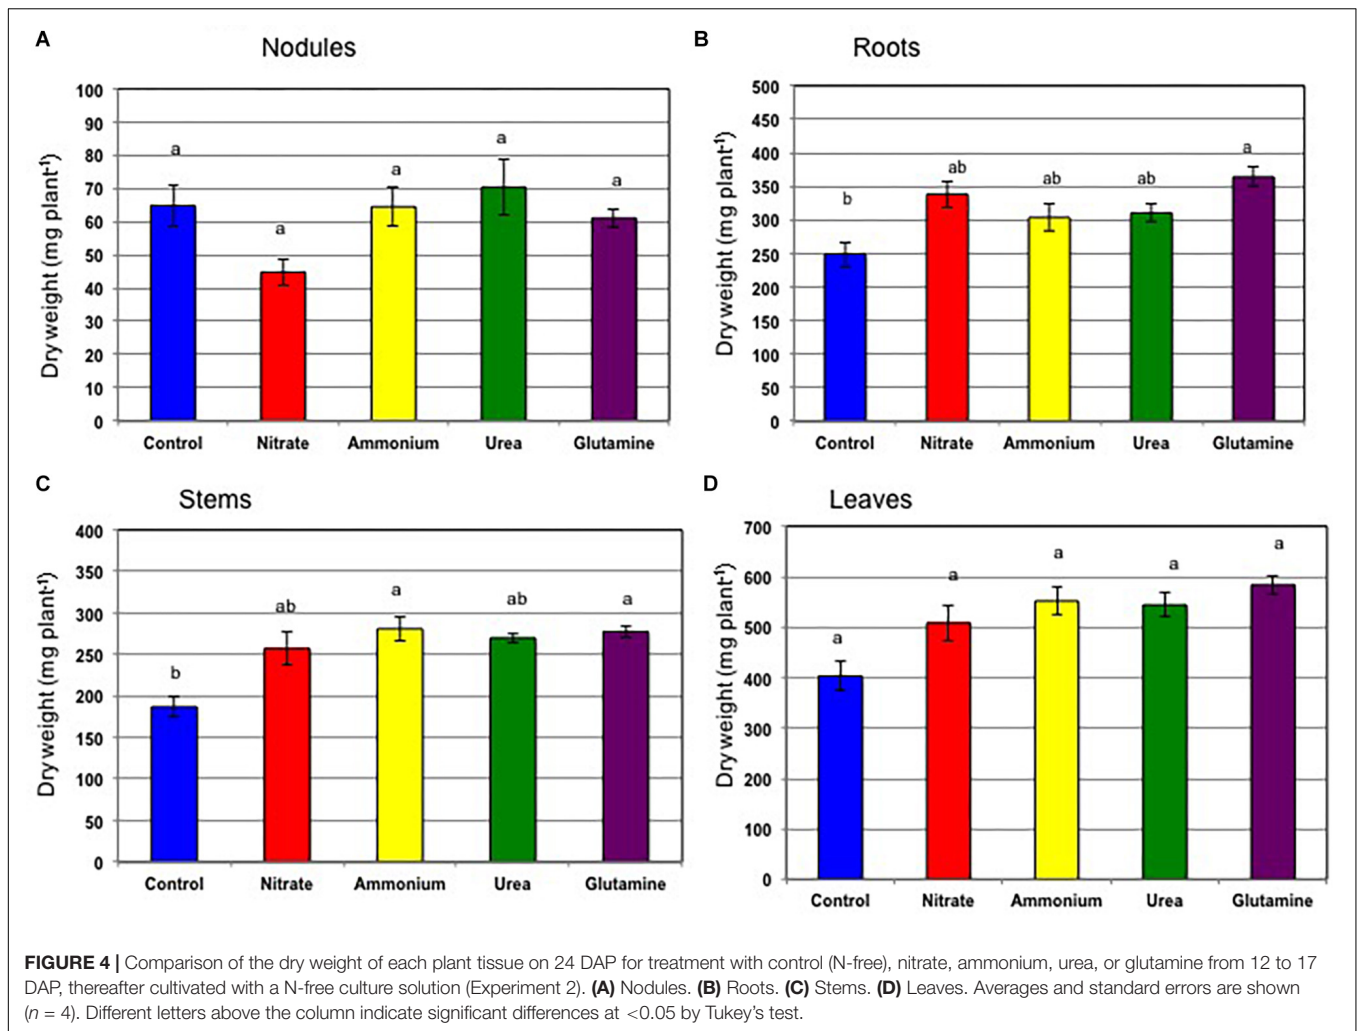 A
Nodules
Dry weight (mg plant-1)
100
90
80
70
60
50
40
30
20
10
0
a
a
a
a
a
Control Nitrate Ammonium Urea Glutamine
B
Roots
Dry weight (mg plant-1)
500
450
400
350
300
250
200
150
100
50
0
b
ab
ab
ab
a
Control Nitrate Ammonium Urea Glutamine
C
Stems
Dry weight (mg plant-1)
400
350
300
250
200
150
100
50
0
b
ab
a
ab
a
Control Nitrate Ammonium Urea Glutamine
D
Leaves
Dry weight (mg plant-1)
700
600
500
400
300
200
100
0
a
a
a
a
a
Control Nitrate Ammonium Urea Glutamine
FIGURE 4 | Comparison of the dry weight of each plant tissue on 24 DAP for treatment with control (N-free), nitrate, ammonium, urea, or glutamine from 12 to 17
DAP, thereafter cultivated with a N-free culture solution (Experiment 2). (A) Nodules. (B) Roots. (C) Stems. (D) Leaves. Averages and standard errors are shown
(n = 4). Different letters above the column indicate significant differences at <0.05 by Tukey's test.